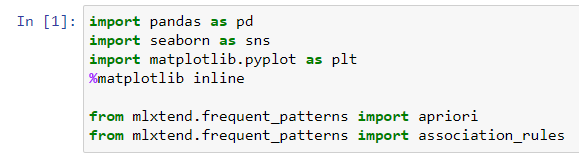 In [1]: import pandas as pd
import seaborn as sns
import matplotlib.pyplot as plt
%matplotlib inline
from mlxtend.frequent_patterns import apriori
from mlxtend.frequent_patterns import association_rules